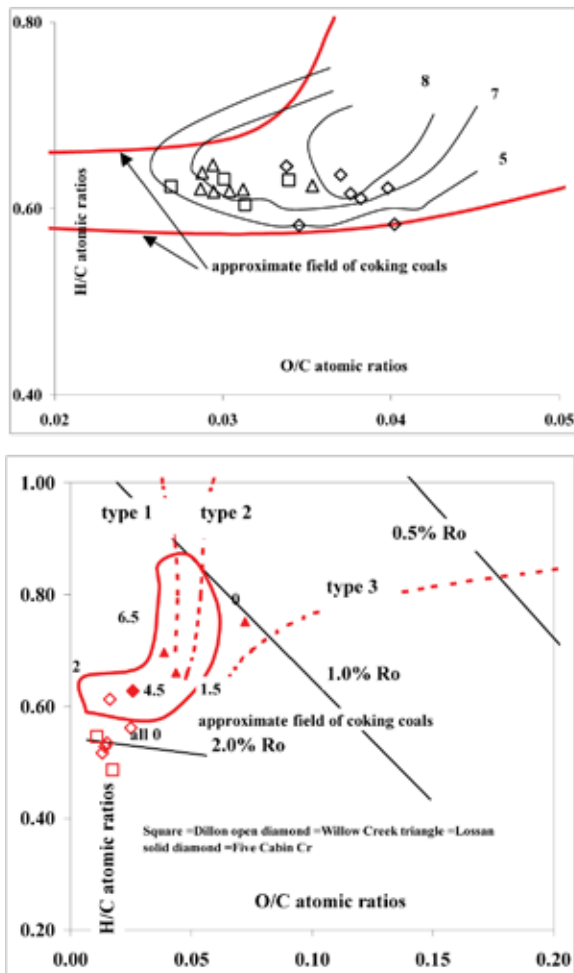 0.80
8
7
5
0.60
approximate field of coking coals
H/C atomic ratios
O/C atomic ratios
0.40
0.02
0.03
0.04
0.05
1.00
type 1
type 2
0.5% Ro
0.80
0
type 3
6.5
2
4.5
1.5
1.0% Ro
0.60
all 0
approximate field of coking coals
2.0% Ro
H/C atomic ratios
0.40
Square =Dillon open diamond =Willow Creek triangle =Lossan
solid diamond =Five Cabin Cr
O/C atomic ratios
0.20
0.00
0.05
0.10
0.15
0.20